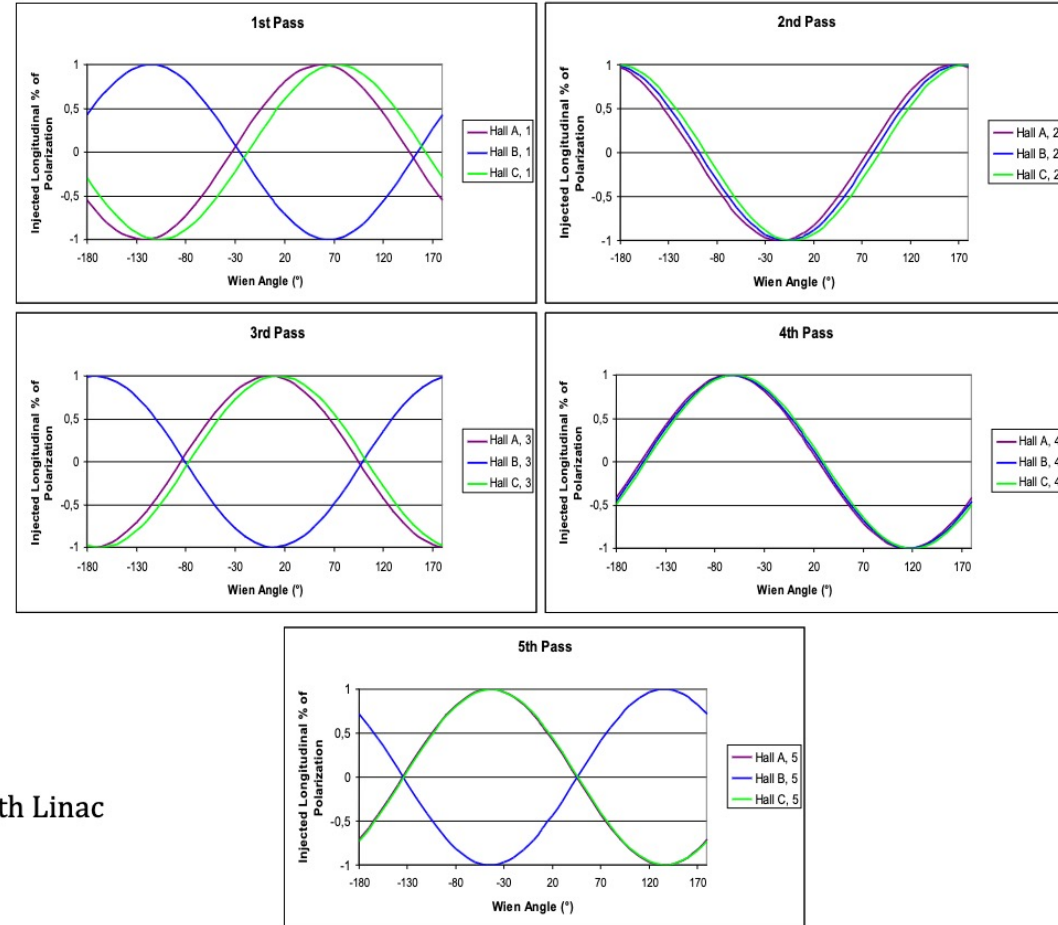 1st Pass
Injected Longitudinal % of
Polarization
1
0,5
0
-0,5
-1
-180 -130 -80 -30 20 70 120 170
Wien Angle (°)
Hall A, 1
Hall B, 1
Hall C, 1
2nd Pass
Injected Longitudinal % of
Polarization
1
0,5
0
-0,5
-1
-180 -130 -80 -30 20 70 120 170
Wien Angle (°)
Hall A, 2
Hall B, 2
Hall C, 2
3rd Pass
Injected Longitudinal % of
Polarization
1
0,5
0
-0,5
-1
-180 -130 -80 -30 20 70 120 170
Wien Angle (°)
Hall A, 3
Hall B, 3
Hall C, 3
4th Pass
Injected Longitudinal % of
Polarization
1
0,5
0
-0,5
-1
-180 -130 -80 -30 20 70 120 170
Wien Angle (°)
Hall A, 4
Hall B, 4
Hall C, 4
5th Pass
Injected Longitudinal % of
Polarization
1
0,5
0
-0,5
-1
-180 -130 -80 -30 20 70 120 170
Wien Angle (°)
Hall A, 5
Hall B, 5
Hall C, 5
th Linac